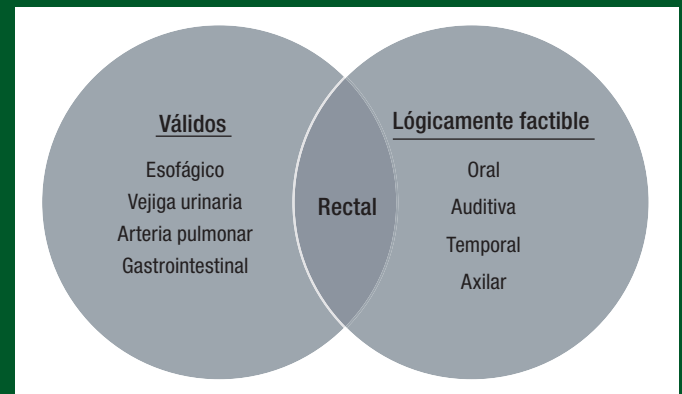 Válidos
Esofágico
Vejiga urinaria
Arteria pulmonar
Gastrointestinal
Rectal
Lógicamente factible
Oral
Auditiva
Temporal
Axilar